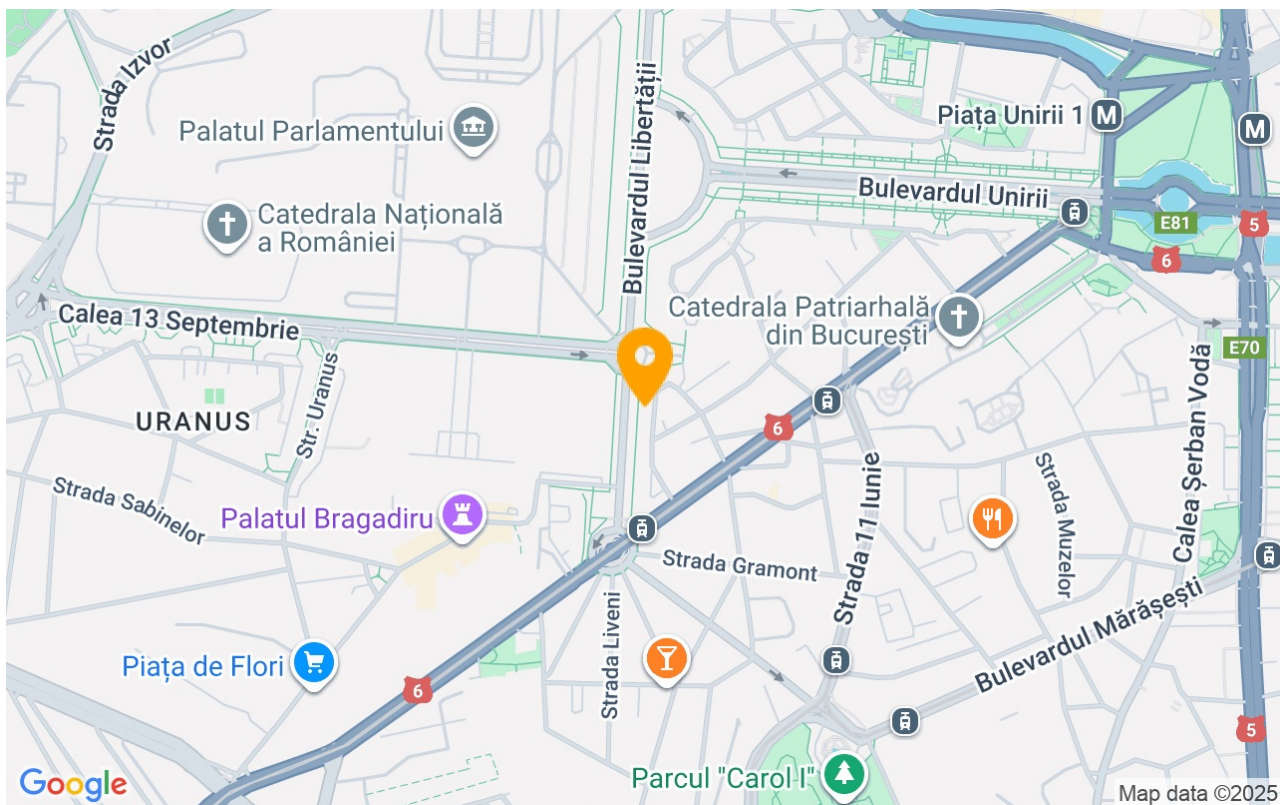 Strada Izvor
Palatul Parlamentului
Bulevardul Libertății
Piața Unirii 1
M
M
Catedrala Națională
a României
Bulevardul Unirii
E81
5
6
Calea 13 Septembrie
Catedrala Patriarhală
din București
E70
Str. Uranus
URANUS
6
Calea Șerban Vodă
Strada Sabinelor
Palatul Bragadiru
Strada 11 Iunie
Strada Muzelor
Strada Gramont
Strada Liveni
Bulevardul Mărășești
Piața de Flori
6
5
Parcul "Carol I"
Google
Map data ©2025